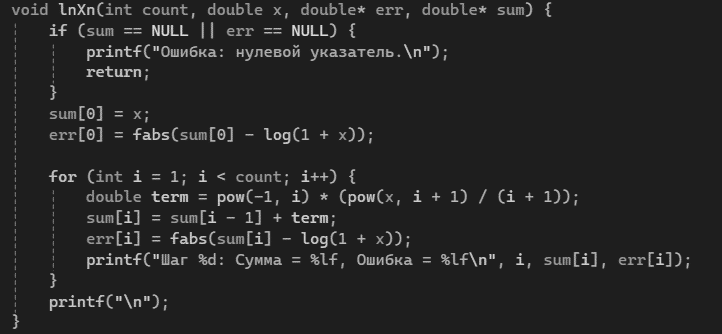 void lnXn(int count, double x, double* err, double* sum) {
if (sum == NULL || err == NULL) {
printf("Ошибка: нулевой указатель.\n");
return;
}
sum[0] = x;
err[0] = fabs(sum[0] - log(1 + x));
for (int i = 1; i < count; i++) {
double term = pow(-1, i) * (pow(x, i + 1) / (i + 1));
sum[i] = sum[i - 1] + term;
err[i] = fabs(sum[i] - log(1 + x));
printf("Шаг %d: Сумма = %lf, Ошибка = %lf\n", i, sum[i], err[i]);
}
printf("\n");
}